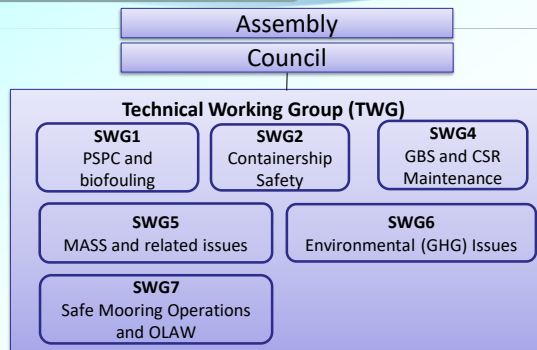 Assembly
Council
Technical Working Group (TWG)
SWG1
PSPC and
biofouling
SWG2
Containership
Safety
SWG4
GBS and CSR
Maintenance
SWG5
MASS and related issues
SWG6
Environmental (GHG) Issues
SWG7
Safe Mooring Operations
and OLAW